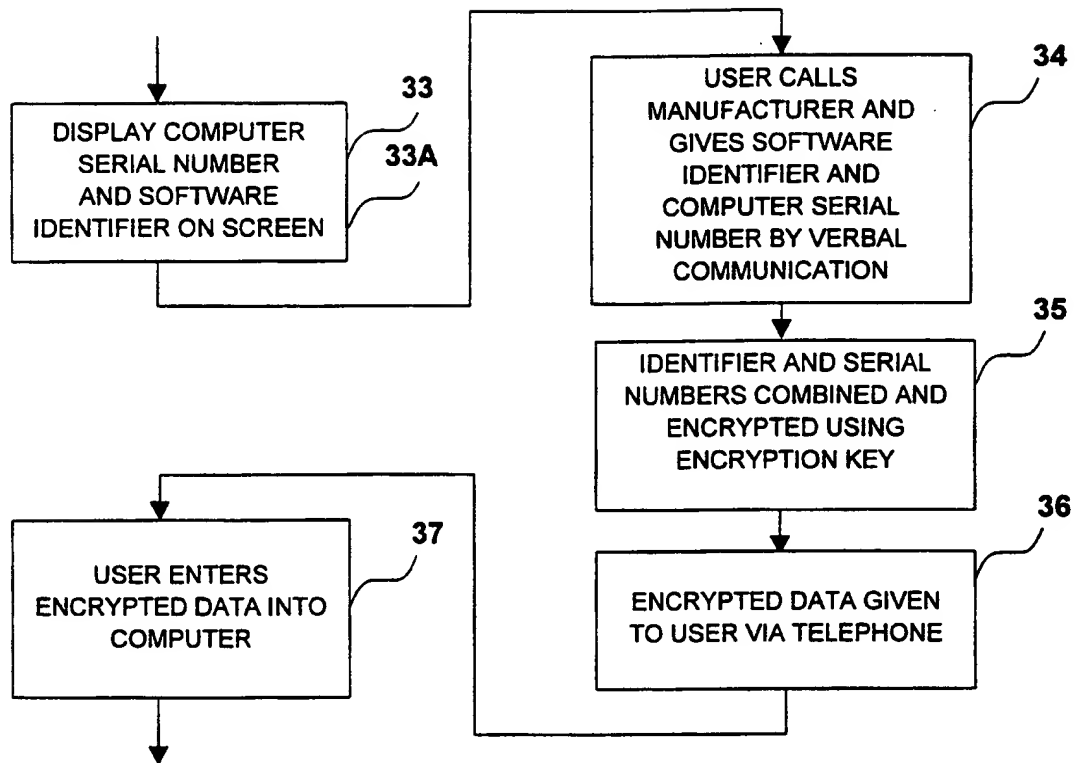 33
33A
DISPLAY COMPUTER
SERIAL NUMBER
AND SOFTWARE
IDENTIFIER ON SCREEN
34
USER CALLS
MANUFACTURER AND
GIVES SOFTWARE
IDENTIFIER AND
COMPUTER SERIAL
NUMBER BY VERBAL
COMMUNICATION
35
IDENTIFIER AND SERIAL
NUMBERS COMBINED AND
ENCRYPTED USING
ENCRYPTION KEY
36
ENCRYPTED DATA GIVEN
TO USER VIA TELEPHONE
37
USER ENTERS
ENCRYPTED DATA INTO
COMPUTER